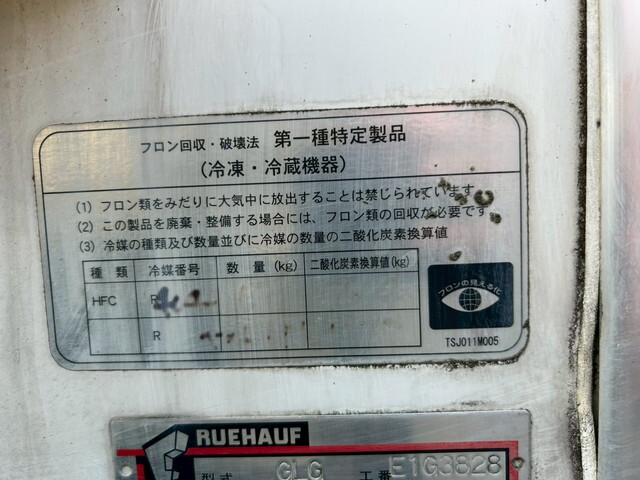 フロン回収・破壊法 第一種特定製品
(冷凍・冷蔵機器)
(1) フロン類をみだりに大気中に放出することは禁じられています
(2) この製品を廃棄・整備する場合には、フロン類の回収が必要です。
(3) 冷媒の種類及び数量並びに冷媒の数量の二酸化炭素換算値
種 類 冷媒番号 数 量 (kg) 二酸化炭素換算値(kg)
HFC R
R
フロンの見える化
TSJ011M005
RUEHAUF
型式 GLG 工番 E1G3828